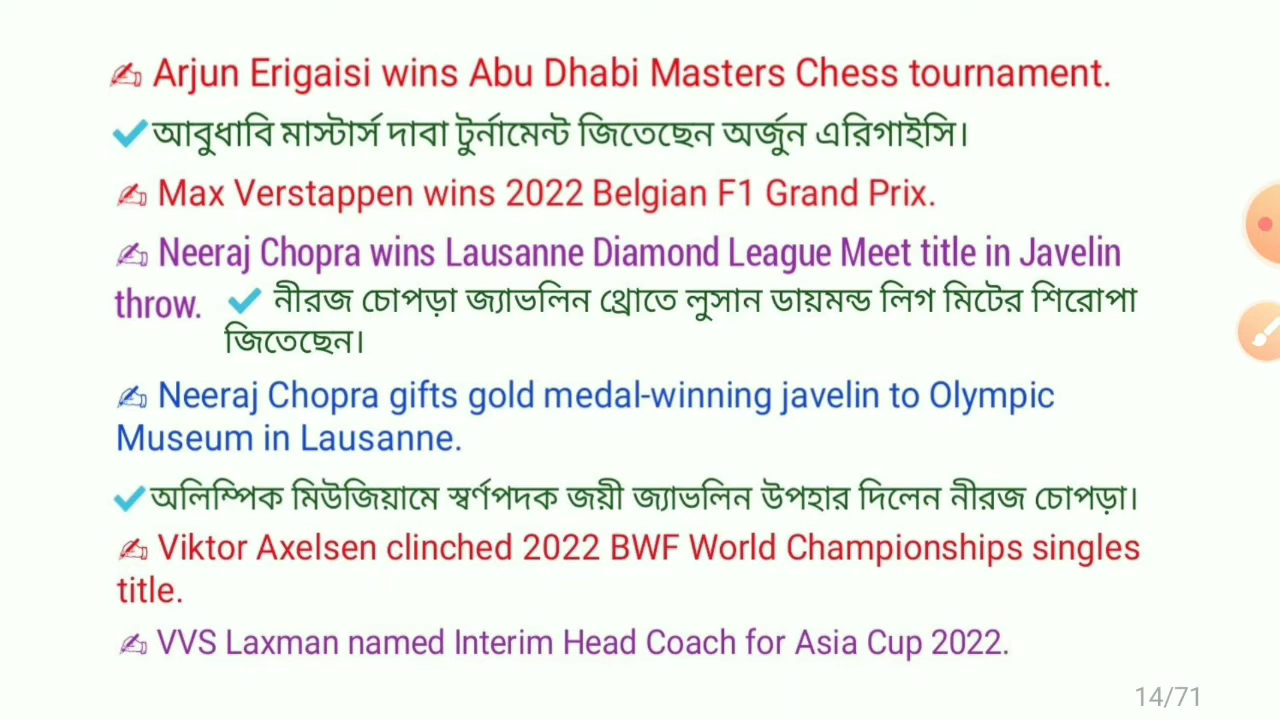 ✍ Arjun Erigaisi wins Abu Dhabi Masters Chess tournament.
✔আবুধাবি মাস্টার্স দাবা টুর্নামেন্ট জিতেছেন অর্জুন এরিগাইসি।
✍ Max Verstappen wins 2022 Belgian F1 Grand Prix.
✍ Neeraj Chopra wins Lausanne Diamond League Meet title in Javelin
throw. ✔ নীরজ চোপড়া জ্যাভলিন থ্রোতে লুসান ডায়মন্ড লিগ মিটের শিরোপা
জিতেছেন।
✍ Neeraj Chopra gifts gold medal-winning javelin to Olympic
Museum in Lausanne.
✔অলিম্পিক মিউজিয়ামে স্বর্ণপদক জয়ী জ্যাভলিন উপহার দিলেন নীরজ চোপড়া।
✍ Viktor Axelsen clinched 2022 BWF World Championships singles
title.
✍ VVS Laxman named Interim Head Coach for Asia Cup 2022.
14/71